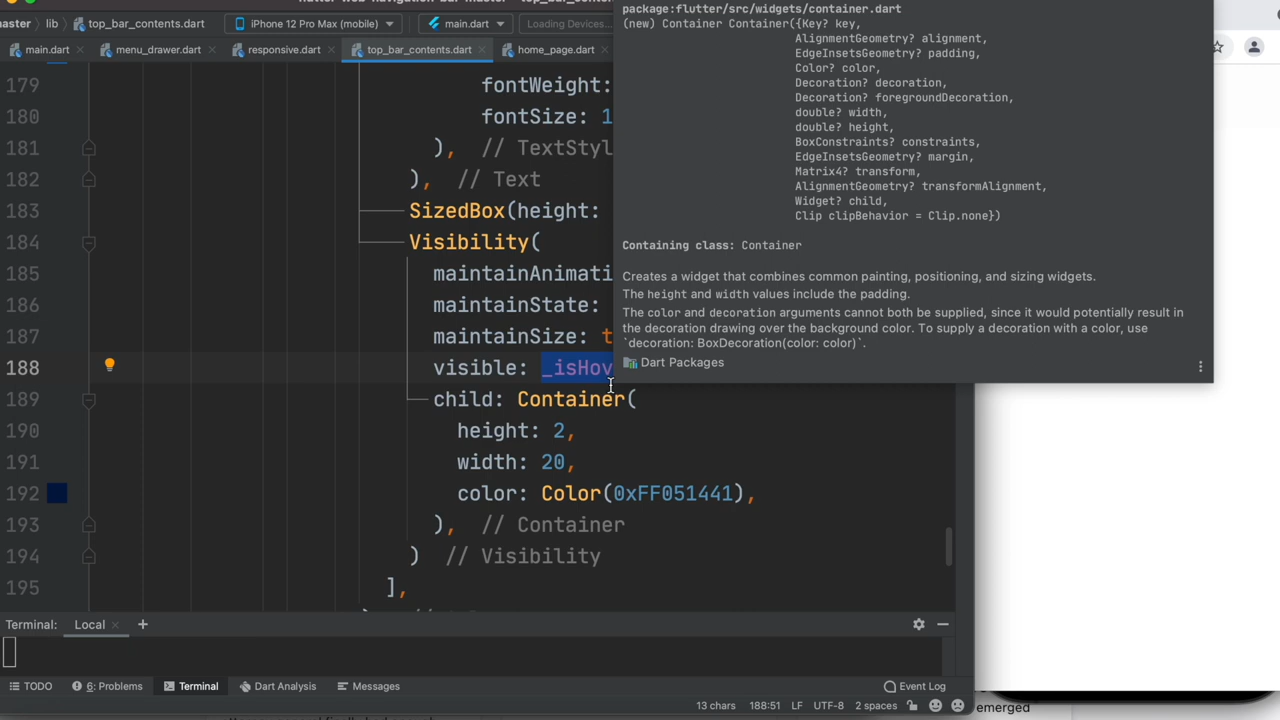 package:flutter/src/widgets/container.dart
(new) Container Container({Key? key,
AlignmentGeometry? alignment,
EdgeInsetsGeometry? padding,
Color? color,
Decoration? decoration,
Decoration? foregroundDecoration,
double? width,
double? height,
BoxConstraints? constraints,
EdgeInsetsGeometry? margin,
Matrix4? transform,
AlignmentGeometry? transformAlignment,
Widget? child,
Clip clipBehavior = Clip.none})
Containing class: Container
Creates a widget that combines common painting, positioning, and sizing widgets.
The height and width values include the padding.
The color and decoration arguments cannot both be supplied, since it would potentially result in
the decoration drawing over the background color. To supply a decoration with a color, use
`decoration: BoxDecoration(color: color)`.
Dart Packages
master lib top_bar_contents.dart iPhone 12 Pro Max (mobile) main.dart Loading Devices...
main.dart menu_drawer.dart responsive.dart top_bar_contents.dart home_page.dart
179 fontWeight:
180 fontSize: 1
181 ), // TextStyl
182 ), // Text
183 SizedBox(height:
184 Visibility(
185 maintainAnimati
186 maintainState:
187 maintainSize: t
188 visible: _isHov
189 child: Container(
190 height: 2,
191 width: 20,
192 color: Color(0xFF051441),
193 ), // Container
194 ) // Visibility
195 ],
Terminal: Local +
TODO 6: Problems Terminal Dart Analysis Messages Event Log
13 chars 188:51 LF UTF-8 2 spaces
emerged